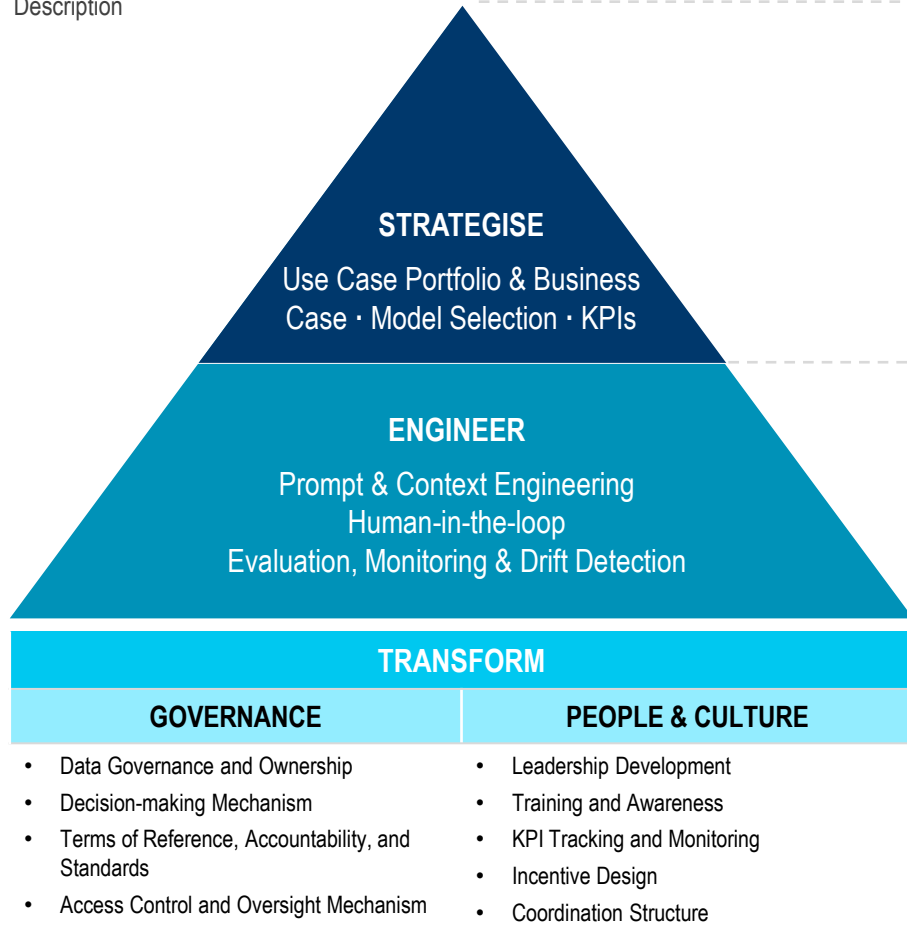 Description
STRATEGISE
Use Case Portfolio & Business
Case · Model Selection · KPIs
ENGINEER
Prompt & Context Engineering
Human-in-the-loop
Evaluation, Monitoring & Drift Detection
TRANSFORM
GOVERNANCE
• Data Governance and Ownership
• Decision-making Mechanism
• Terms of Reference, Accountability, and
Standards
• Access Control and Oversight Mechanism
PEOPLE & CULTURE
• Leadership Development
• Training and Awareness
• KPI Tracking and Monitoring
• Incentive Design
• Coordination Structure